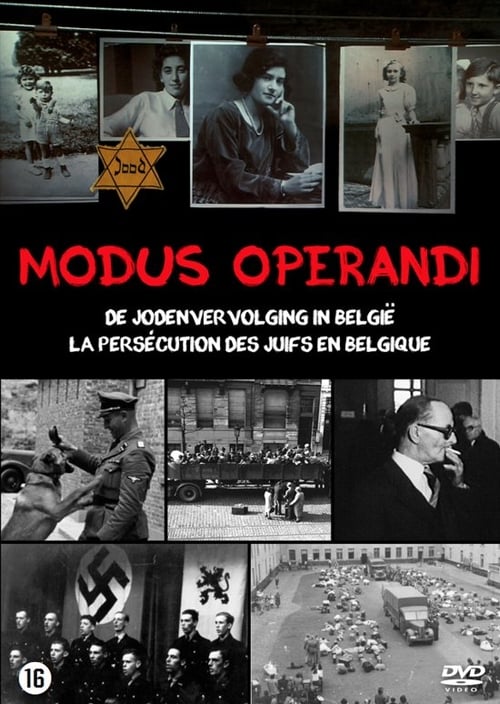 Jood
MODUS OPERANDI
DE JODENVERVOLGING IN BELGIË
LA PERSÉCUTION DES JUIFS EN BELGIQUE
16
DVD
VIDEO